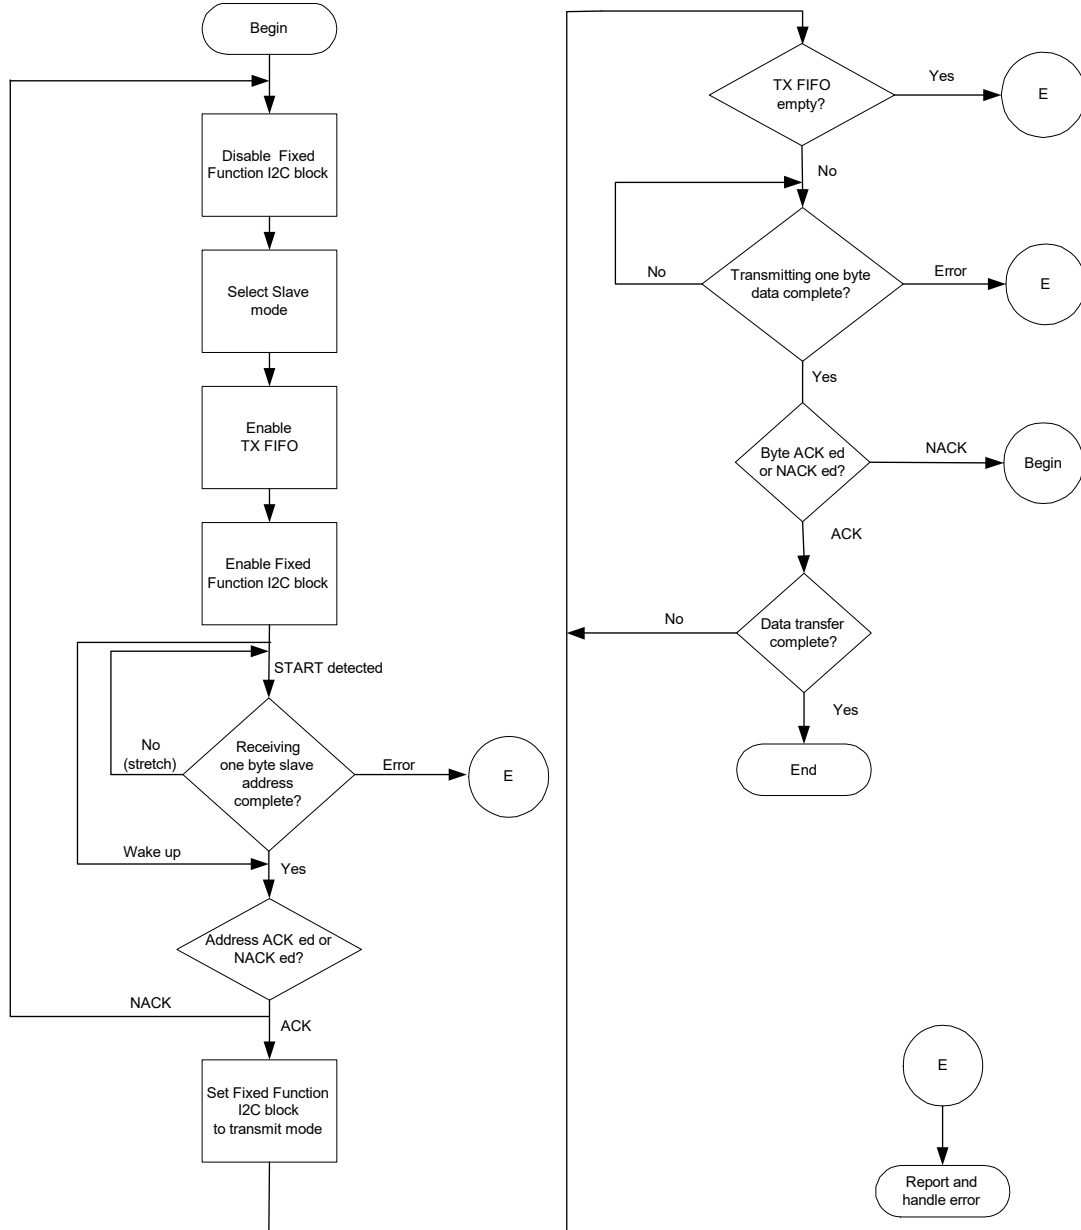 Begin
Disable Fixed
Function I2C block
Select Slave
mode
Enable
TX FIFO
Enable Fixed
Function I2C block
START detected
No
(stretch)
Receiving
one byte slave
address
complete?
Error
E
Wake up
Yes
Address ACK ed or
NACK ed?
NACK
ACK
Set Fixed Function
I2C block
to transmit mode
TX FIFO
empty?
Yes
E
No
No
Transmitting one byte
data complete?
Error
E
Yes
Byte ACK ed
or NACK ed?
NACK
Begin
ACK
No
Data transfer
complete?
Yes
End
E
Report and
handle error